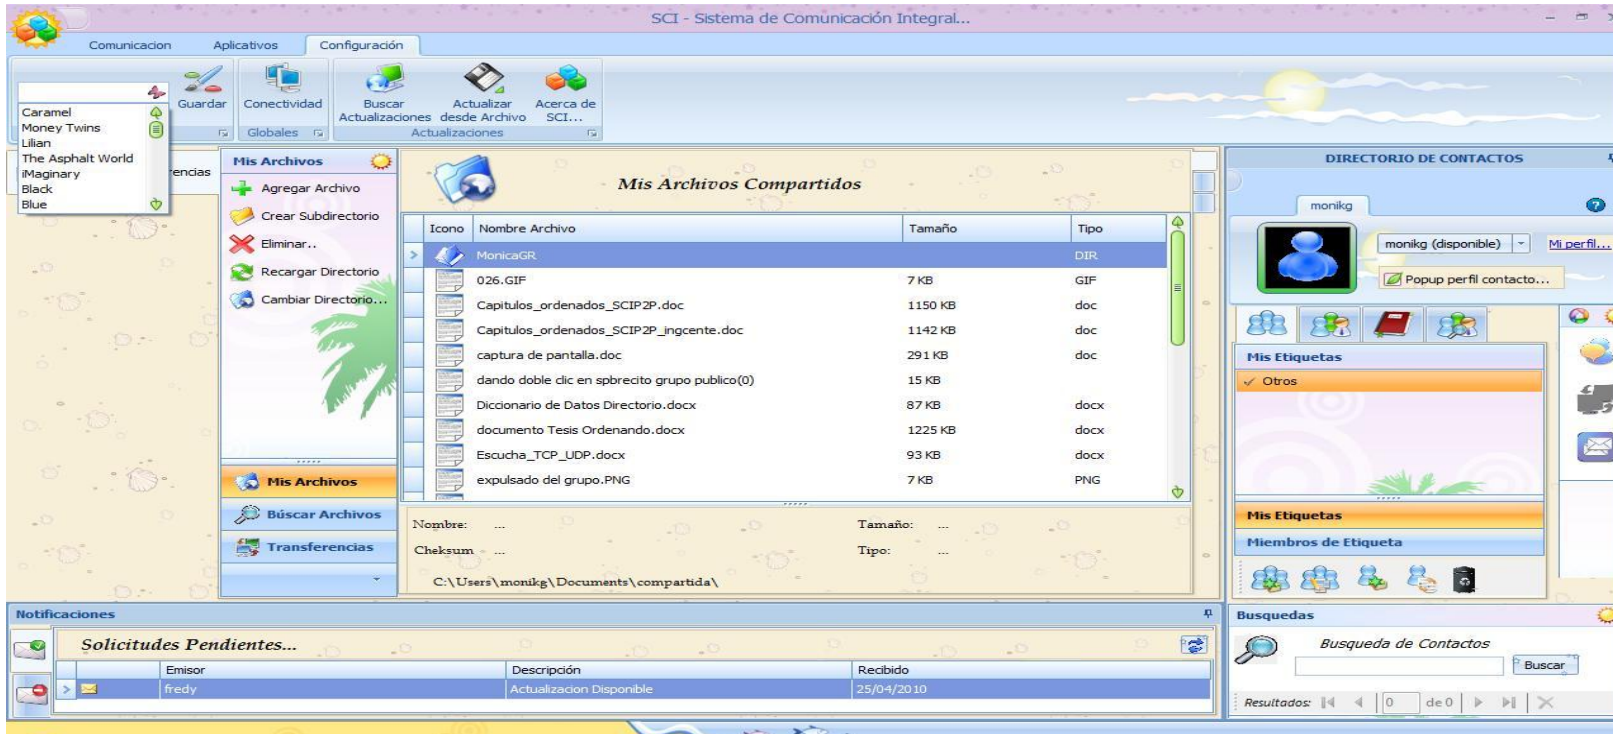 SCI - Sistema de Comunicación Integral...
Comunicacion Aplicativos Configuración
Guardar
Conectividad
Buscar Actualizaciones
Actualizar desde Archivo
Acerca de SCI...
Globales
Actualizaciones
Caramel
Money Twins
Lilian
The Asphalt World
iMaginary
Black
Blue
erencias
Mis Archivos
Agregar Archivo
Crear Subdirectorio
Eliminar..
Recargar Directorio
Cambiar Directorio...
Mis Archivos
Búscar Archivos
Transferencias
Mis Archivos Compartidos
Icono Nombre Archivo Tamaño Tipo
MonicaGR DIR
026.GIF 7 KB GIF
Capitulos_ordenados_SCIP2P.doc 1150 KB doc
Capitulos_ordenados_SCIP2P_ingcente.doc 1142 KB doc
captura de pantalla.doc 291 KB doc
dando doble clic en spbrecito grupo publico(0) 15 KB
Diccionario de Datos Directorio.docx 87 KB docx
documento Tesis Ordenando.docx 1225 KB docx
Escucha_TCP_UDP.docx 93 KB docx
expulsado del grupo.PNG 7 KB PNG
Nombre: ... Tamaño: ...
Cheksum ... Tipo: ...
C:\Users\monikg\Documents\compartida\
DIRECTORIO DE CONTACTOS
monikg
monikg (disponible) Mi perfil...
Popup perfil contacto...
Mis Etiquetas
Otros
Mis Etiquetas
Miembros de Etiqueta
Notificaciones
Solicitudes Pendientes...
Emisor Descripción Recibido
fredy Actualizacion Disponible 25/04/2010
Busquedas
Busqueda de Contactos
Buscar
Resultados: 0 de 0